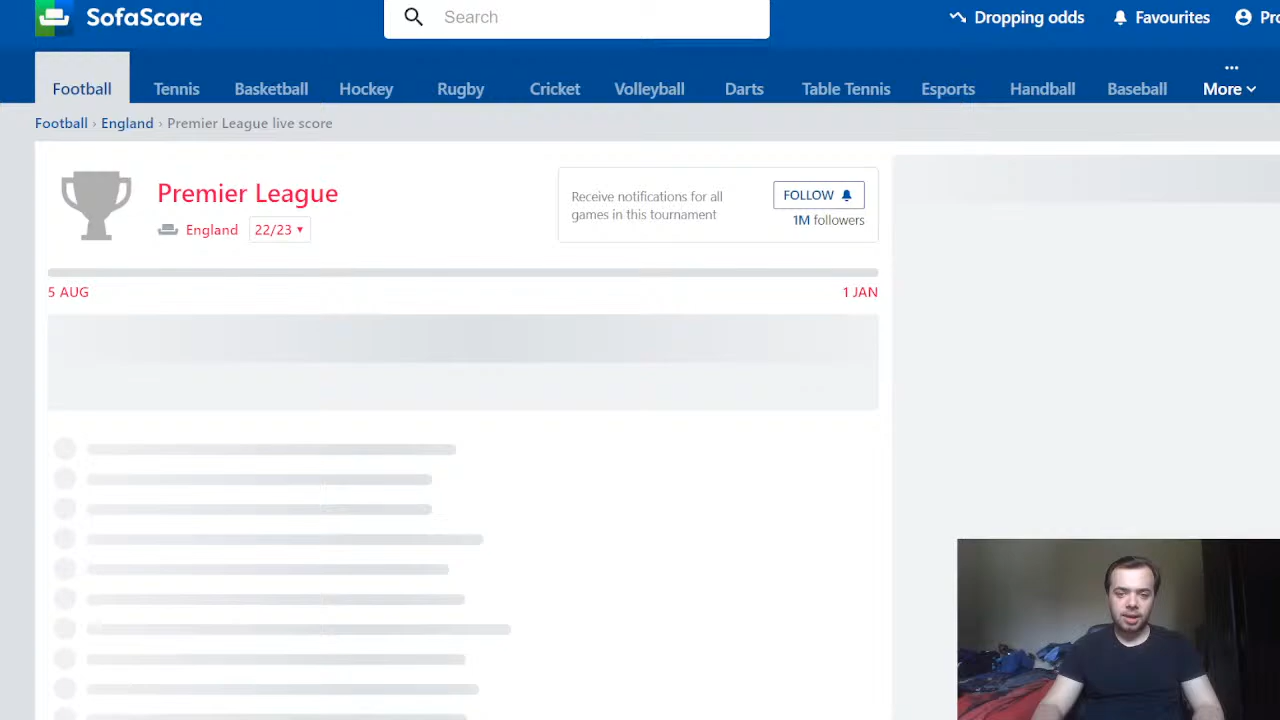 SofaScore
Search
Dropping odds
Favourites
Football
Tennis
Basketball
Hockey
Rugby
Cricket
Volleyball
Darts
Table Tennis
Esports
Handball
Baseball
More
Football › England › Premier League live score
Premier League
England
22/23
Receive notifications for all
games in this tournament
FOLLOW
1M followers
5 AUG
1 JAN